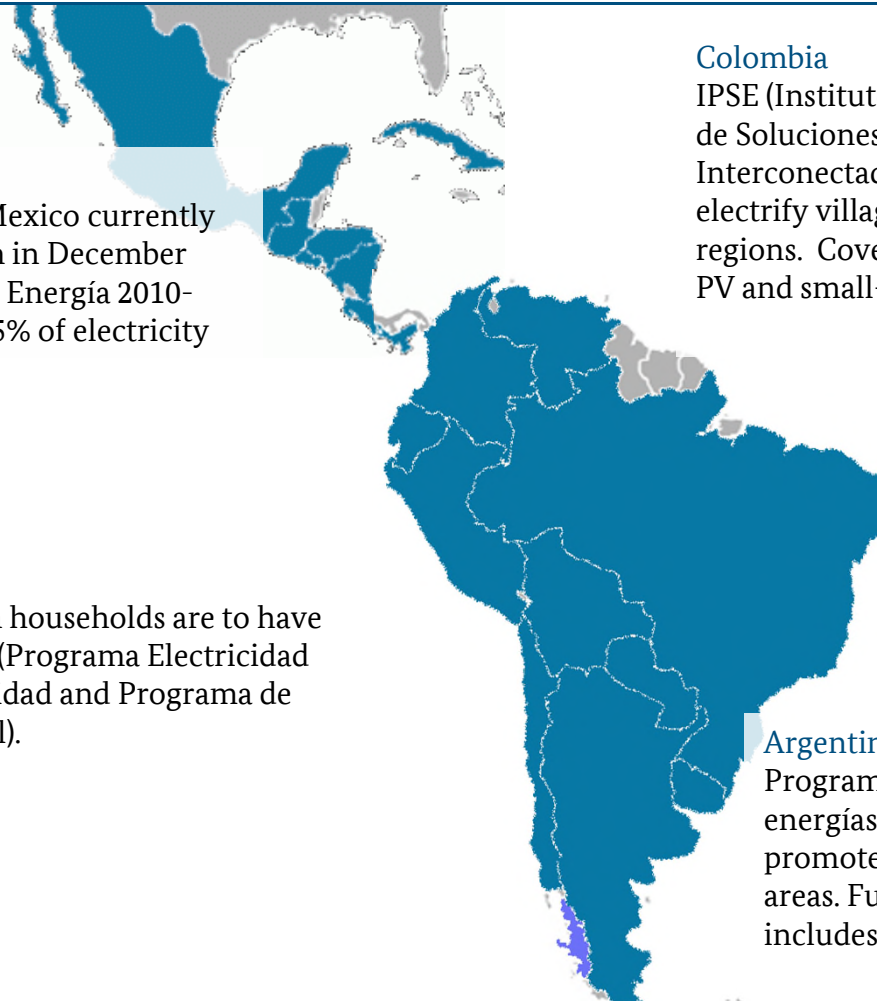 Colombia
IPSE (Institut
de Soluciones
Interconectad
electrify villag
regions. Cove
PV and small-
Mexico currently
n in December
Energía 2010-
5% of electricity
households are to have
(Programa Electricidad
idad and Programa de
l).
Argentin
Program
energías
promote
areas. Fu
includes